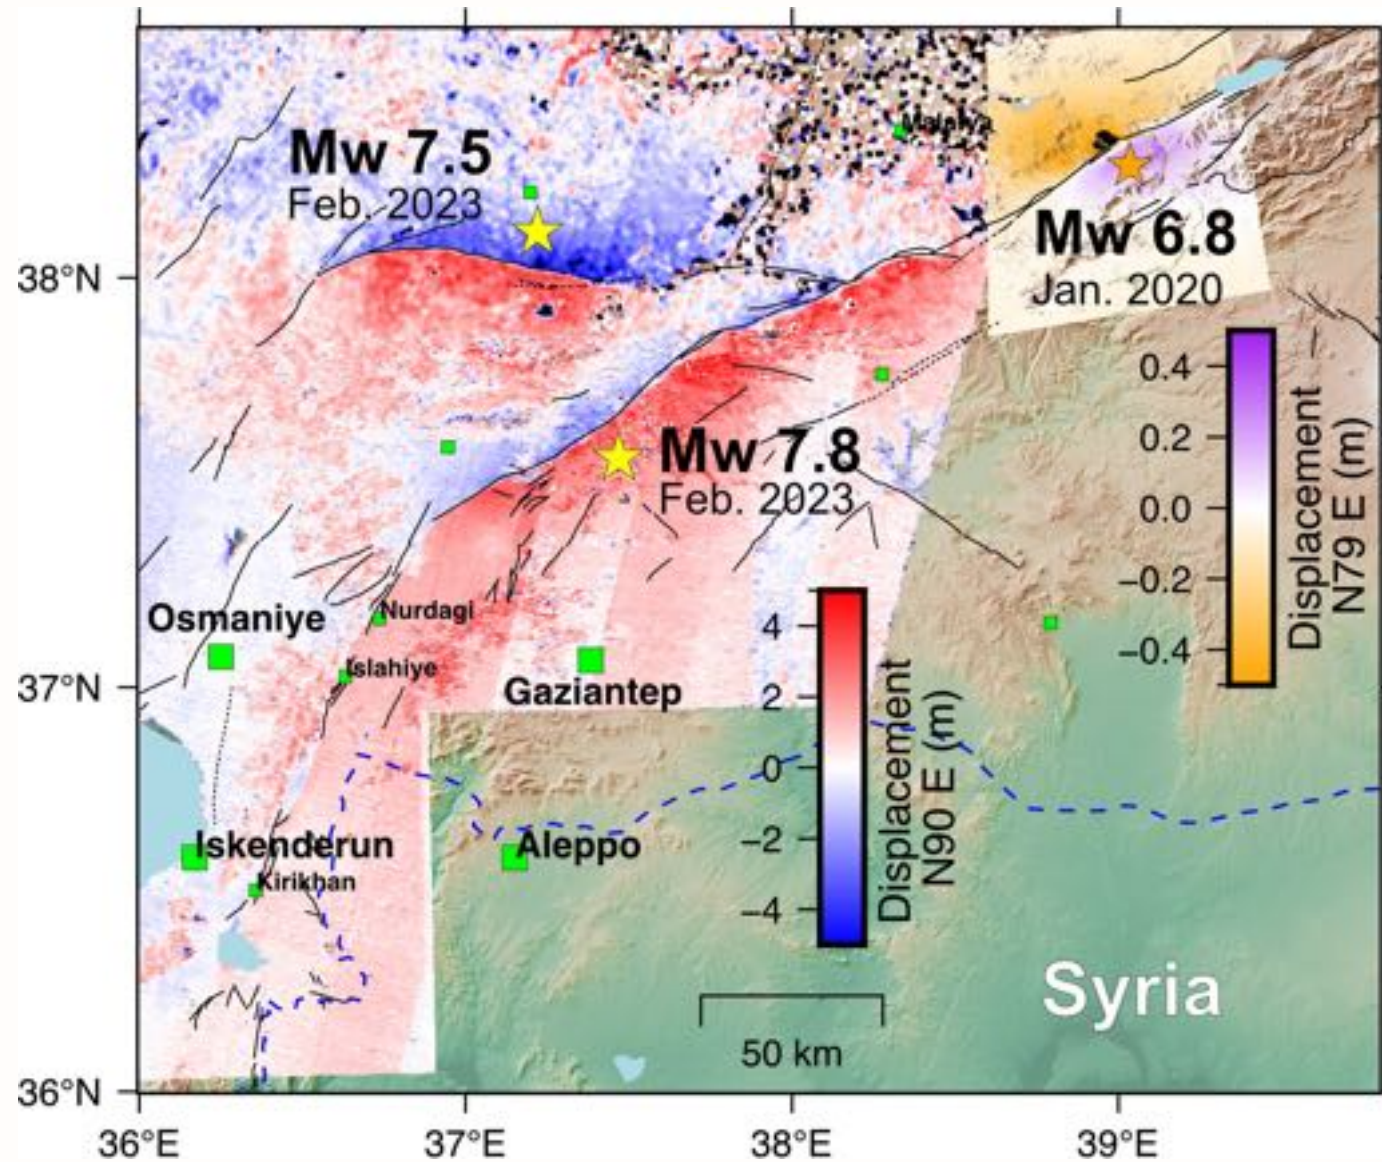 Malatya
Mw 7.5
Feb. 2023
Mw 6.8
Jan. 2020
38°N
0.4
0.2
0.0
−0.2
−0.4
Displacement
N79 E (m)
Mw 7.8
Feb. 2023
Nurdagi
Osmaniye
Islahiye
37°N
Gaziantep
4
2
0
−2
−4
Displacement
N90 E (m)
Iskenderun
Aleppo
Kirikhan
Syria
50 km
36°N
36°E
37°E
38°E
39°E